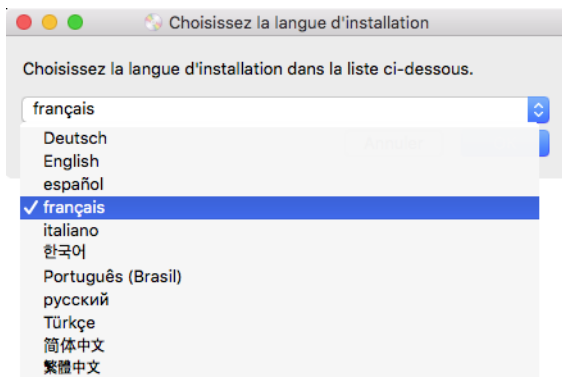 Choisissez la langue d'installation
Choisissez la langue d'installation dans la liste ci-dessous.
français
Deutsch
English
español
✓ français
italiano
한국어
Português (Brasil)
русский
Türkçe
简体中文
繁體中文